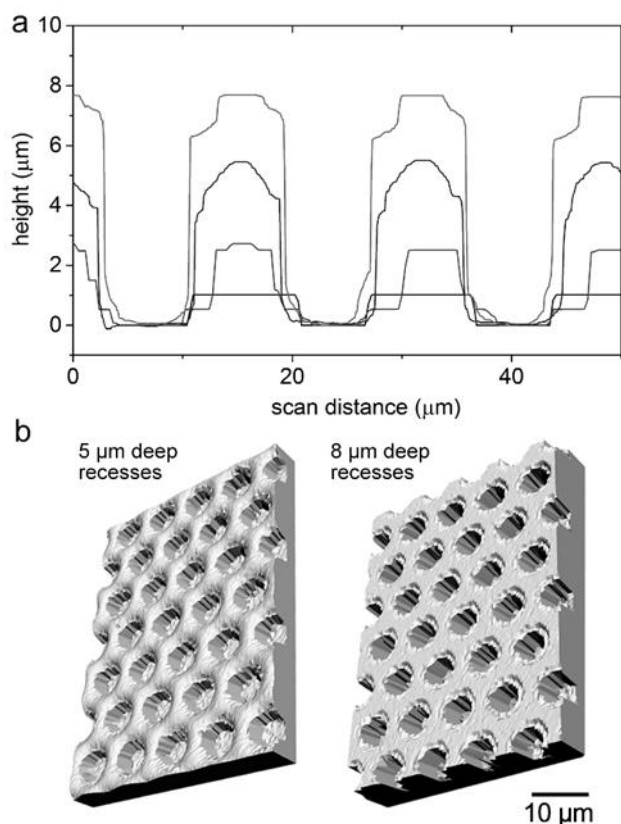 a
10
8
6
4
2
0
height (μm)
0
20
40
scan distance (μm)
b
5 μm deep
recesses
8 μm deep
recesses
10 μm